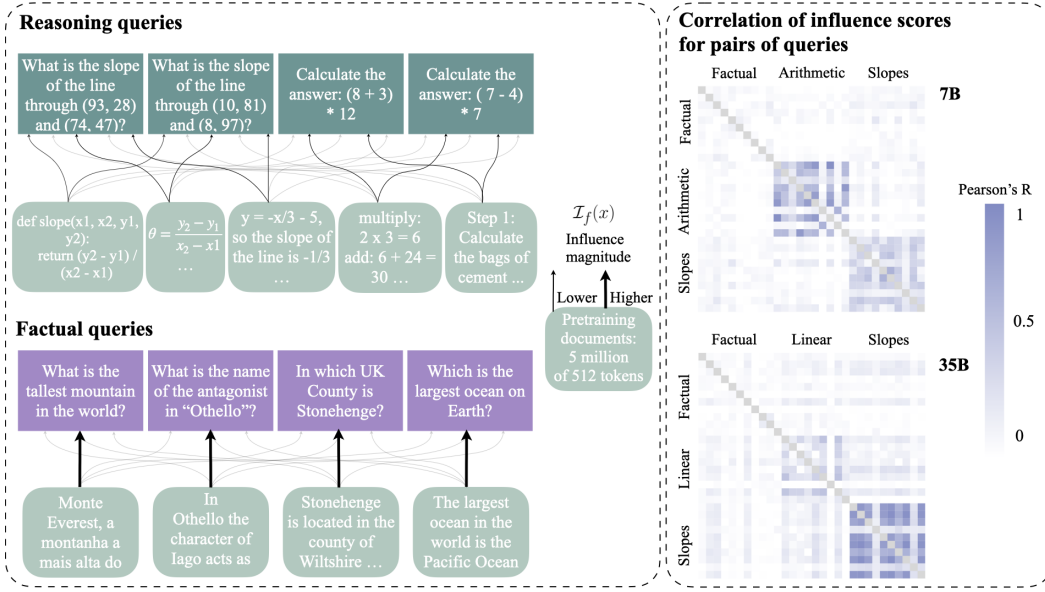 Reasoning queries
What is the slope
of the line
through (93, 28)
and (74, 47)?
What is the slope
of the line
through (10, 81)
and (8, 97)?
Calculate the
answer: (8 + 3)
* 12
Calculate the
answer: ( 7 - 4)
* 7
def slope(x1, x2, y1,
y2):
return (y2 - y1) /
(x2 - x1)
θ = (y₂ − y₁)/(x₂ − x1)
…
y = -x/3 - 5,
so the slope of
the line is -1/3
…
multiply:
2 x 3 = 6
add: 6 + 24 =
30 …
Step 1:
Calculate
the bags of
cement ...
Factual queries
What is the
tallest mountain
in the world?
What is the name
of the antagonist
in “Othello”?
In which UK
County is
Stonehenge?
Which is the
largest ocean on
Earth?
Monte
Everest, a
montanha a
mais alta do
In
Othello the
character of
Iago acts as
Stonehenge
is located in the
county of
Wiltshire …
The largest
ocean in the
world is the
Pacific Ocean
ℐf(x)
Influence
magnitude
Lower Higher
Pretraining
documents:
5 million
of 512 tokens
Correlation of influence scores
for pairs of queries
Factual Arithmetic Slopes
7B
Factual
Arithmetic
Slopes
Factual Linear Slopes
35B
Factual
Linear
Slopes
Pearson’s R
1
0.5
0